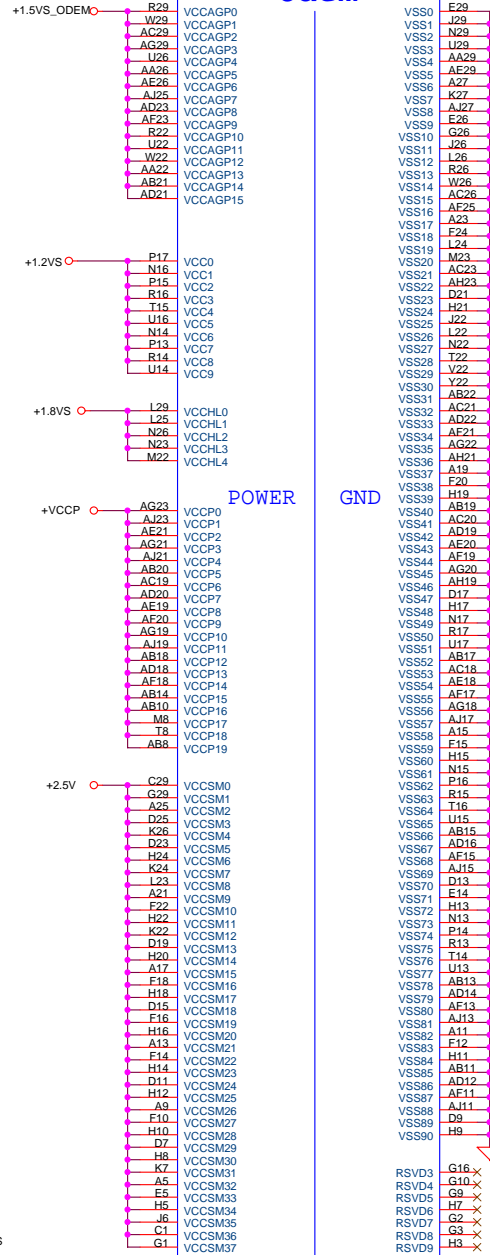 +1.5VS_ODEM
R29 VCCAGP0
W29 VCCAGP1
AC29 VCCAGP2
AG29 VCCAGP3
U26 VCCAGP4
AA26 VCCAGP5
AE26 VCCAGP6
AJ25 VCCAGP7
AD23 VCCAGP8
AF23 VCCAGP9
R22 VCCAGP10
U22 VCCAGP11
W22 VCCAGP12
AA22 VCCAGP13
AB21 VCCAGP14
AD21 VCCAGP15
+1.2VS
P17 VCC0
N16 VCC1
P15 VCC2
R16 VCC3
T15 VCC4
U16 VCC5
N14 VCC6
P13 VCC7
R14 VCC8
U14 VCC9
+1.8VS
L29 VCCHL0
L25 VCCHL1
N26 VCCHL2
N23 VCCHL3
M22 VCCHL4
POWER
+VCCP
AG23 VCCP0
AJ23 VCCP1
AE21 VCCP2
AG21 VCCP3
AJ21 VCCP4
AB20 VCCP5
AC19 VCCP6
AD20 VCCP7
AE19 VCCP8
AF20 VCCP9
AG19 VCCP10
AJ19 VCCP11
AB18 VCCP12
AD18 VCCP13
AF18 VCCP14
AB14 VCCP15
AB10 VCCP16
M8 VCCP17
T8 VCCP18
AB8 VCCP19
+2.5V
C29 VCCSM0
G29 VCCSM1
A25 VCCSM2
D25 VCCSM3
K26 VCCSM4
D23 VCCSM5
H24 VCCSM6
K24 VCCSM7
L23 VCCSM8
A21 VCCSM9
F22 VCCSM10
H22 VCCSM11
K22 VCCSM12
D19 VCCSM13
H20 VCCSM14
A17 VCCSM15
F18 VCCSM16
H18 VCCSM17
D15 VCCSM18
F16 VCCSM19
H16 VCCSM20
A13 VCCSM21
F14 VCCSM22
H14 VCCSM23
D11 VCCSM24
H12 VCCSM25
A9 VCCSM26
F10 VCCSM27
H10 VCCSM28
D7 VCCSM29
H8 VCCSM30
K7 VCCSM31
A5 VCCSM32
E5 VCCSM33
H5 VCCSM34
J6 VCCSM35
C1 VCCSM36
G1 VCCSM37
S
VSS0 E29
VSS1 J29
VSS2 N29
VSS3 U29
VSS4 AA29
VSS5 AE29
VSS6 A27
VSS7 K27
VSS8 AJ27
VSS9 E26
VSS10 G26
VSS11 J26
VSS12 L26
VSS13 R26
VSS14 W26
VSS15 AC26
VSS16 AF25
VSS17 A23
VSS18 F24
VSS19 L24
VSS20 M23
VSS21 AC23
VSS22 AH23
VSS23 D21
VSS24 H21
VSS25 J22
VSS26 L22
VSS27 N22
VSS28 T22
VSS29 V22
VSS30 Y22
VSS31 AB22
VSS32 AC21
VSS33 AD22
VSS34 AF21
VSS35 AG22
VSS36 AH21
VSS37 A19
VSS38 F20
VSS39 H19
GND
VSS40 AB19
VSS41 AC20
VSS42 AD19
VSS43 AE20
VSS44 AF19
VSS45 AG20
VSS46 AH19
VSS47 D17
VSS48 H17
VSS49 N17
VSS50 R17
VSS51 U17
VSS52 AB17
VSS53 AC18
VSS54 AE18
VSS55 AF17
VSS56 AG18
VSS57 AJ17
VSS58 A15
VSS59 F15
VSS60 H15
VSS61 N15
VSS62 P16
VSS63 R15
VSS64 T16
VSS65 U15
VSS66 AB15
VSS67 AD16
VSS68 AF15
VSS69 AJ15
VSS70 D13
VSS71 E14
VSS72 H13
VSS73 N13
VSS74 P14
VSS75 R13
VSS76 T14
VSS77 U13
VSS78 AB13
VSS79 AD14
VSS80 AF13
VSS81 AJ13
VSS82 A11
VSS83 F12
VSS84 H11
VSS85 AB11
VSS86 AD12
VSS87 AF11
VSS88 AJ11
VSS89 D9
VSS90 H9
RSVD3 G16
RSVD4 G10
RSVD5 G9
RSVD6 H7
RSVD7 G2
RSVD8 G3
RSVD9 H3